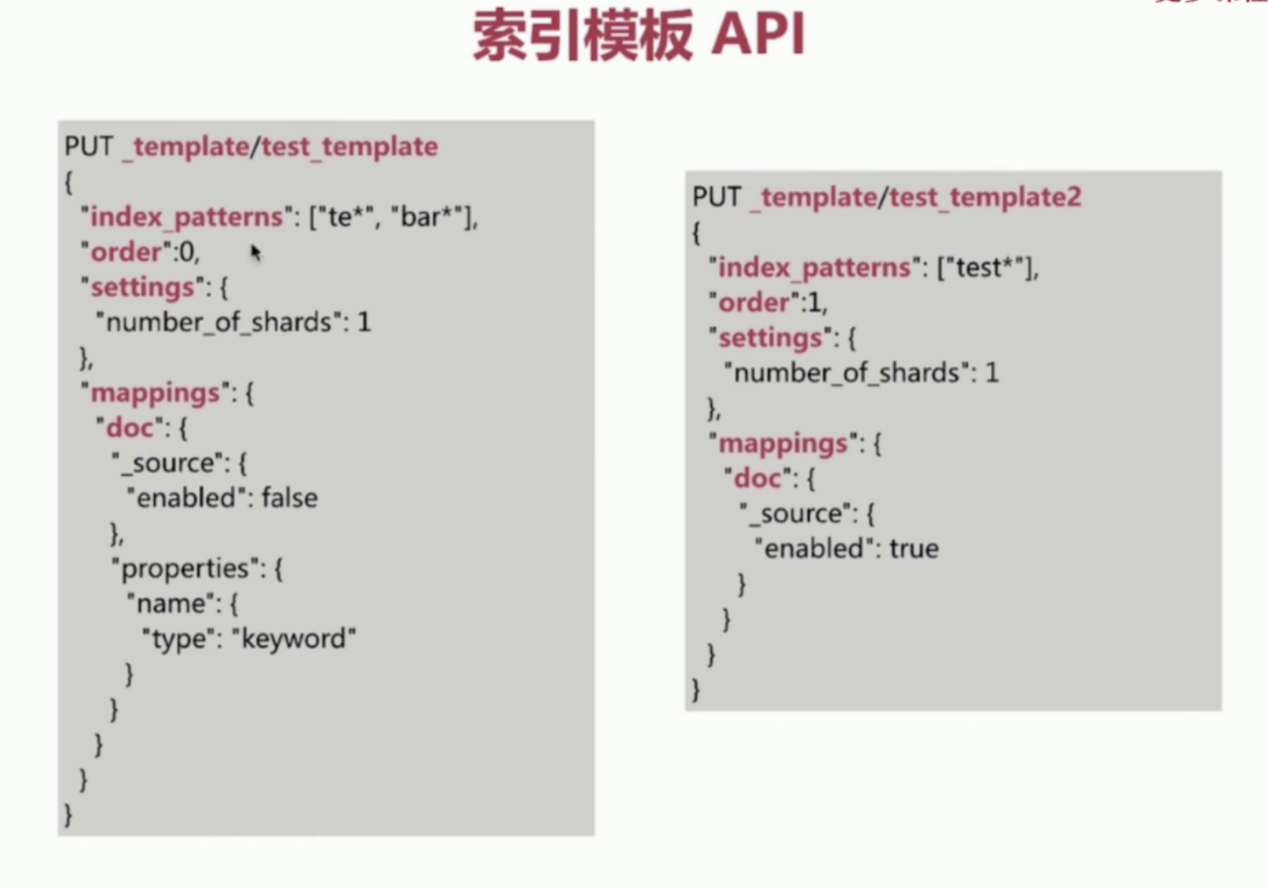 索引模板 API
PUT _template/test_template
{
"index_patterns": ["te*", "bar*"],
"order":0,
"settings": {
"number_of_shards": 1
},
"mappings": {
"doc": {
"_source": {
"enabled": false
},
"properties": {
"name": {
"type": "keyword"
}
}
}
}
}
PUT _template/test_template2
{
"index_patterns": ["test*"],
"order":1,
"settings": {
"number_of_shards": 1
},
"mappings": {
"doc": {
"_source": {
"enabled": true
}
}
}
}